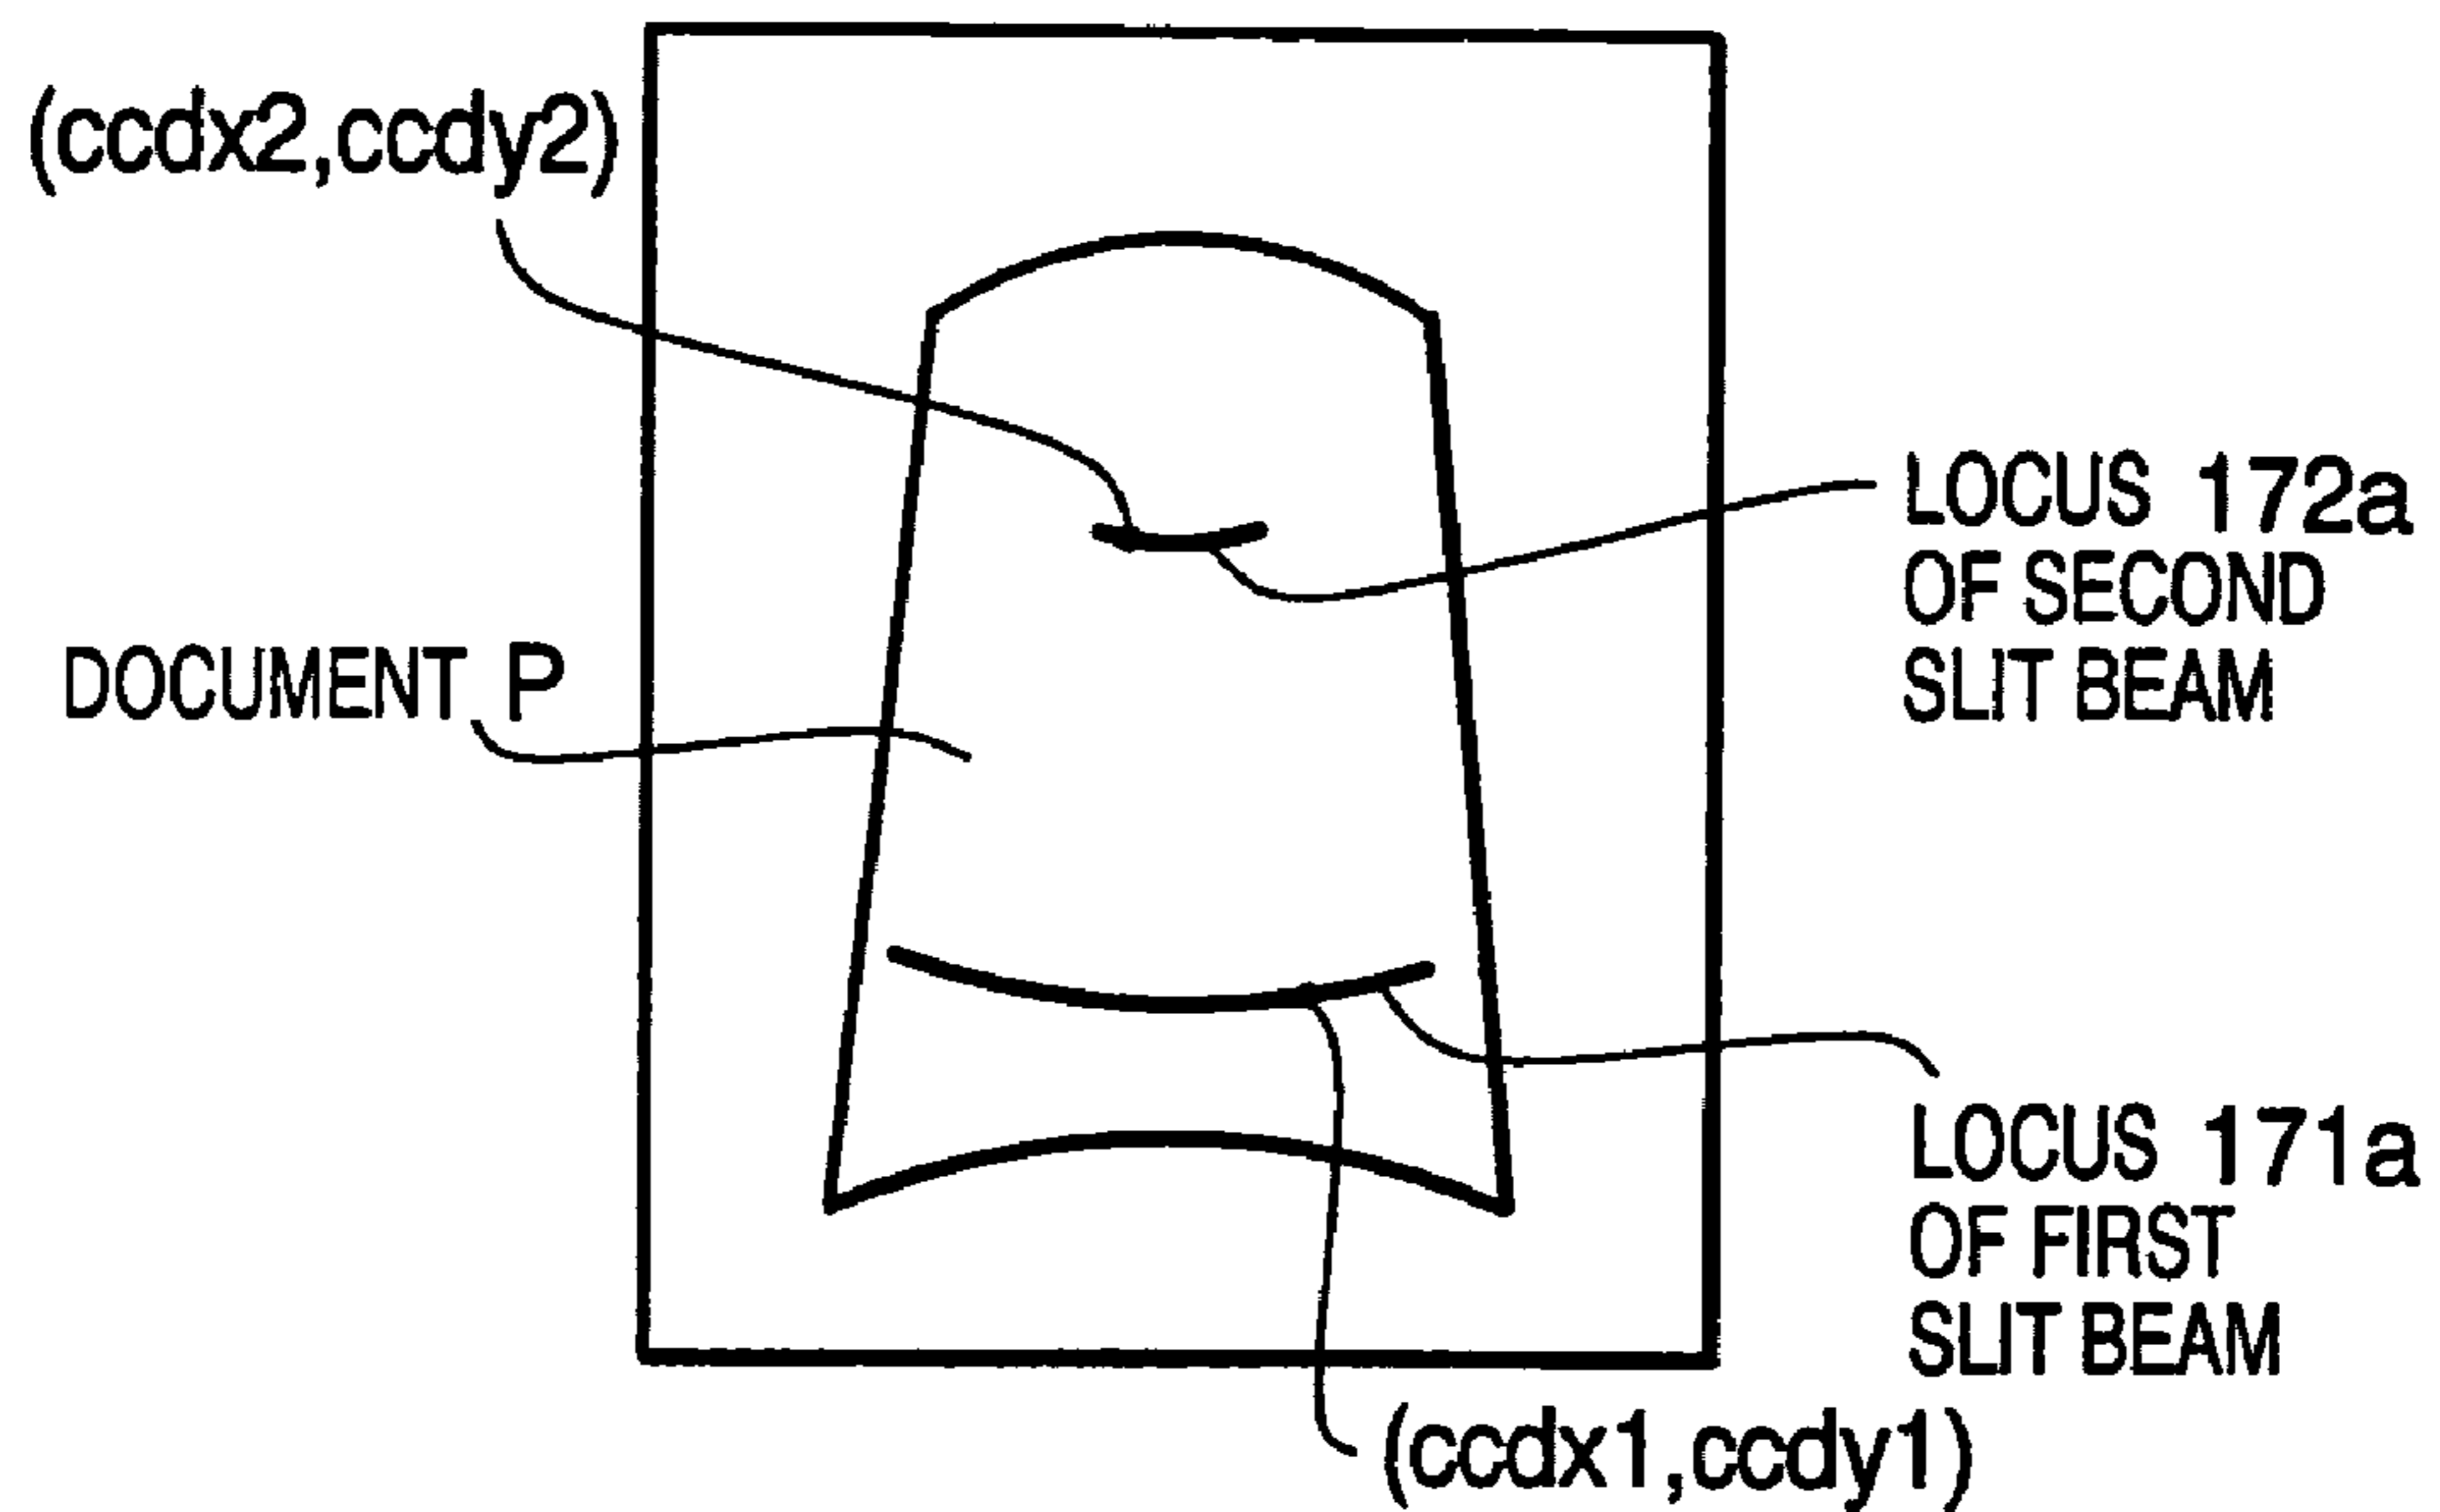 (ccdx2,ccdy2)
LOCUS 172a
OF SECOND
SLIT BEAM
DOCUMENT P
LOCUS 171a
OF FIRST
SLIT BEAM
(ccdx1,ccdy1)